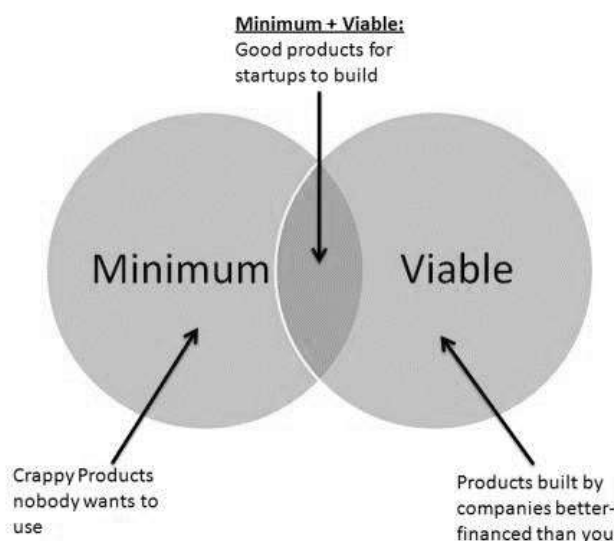 Minimum + Viable:
Good products for
startups to build
Minimum
Viable
Crappy Products
nobody wants to
use
Products built by
companies better-
financed than you